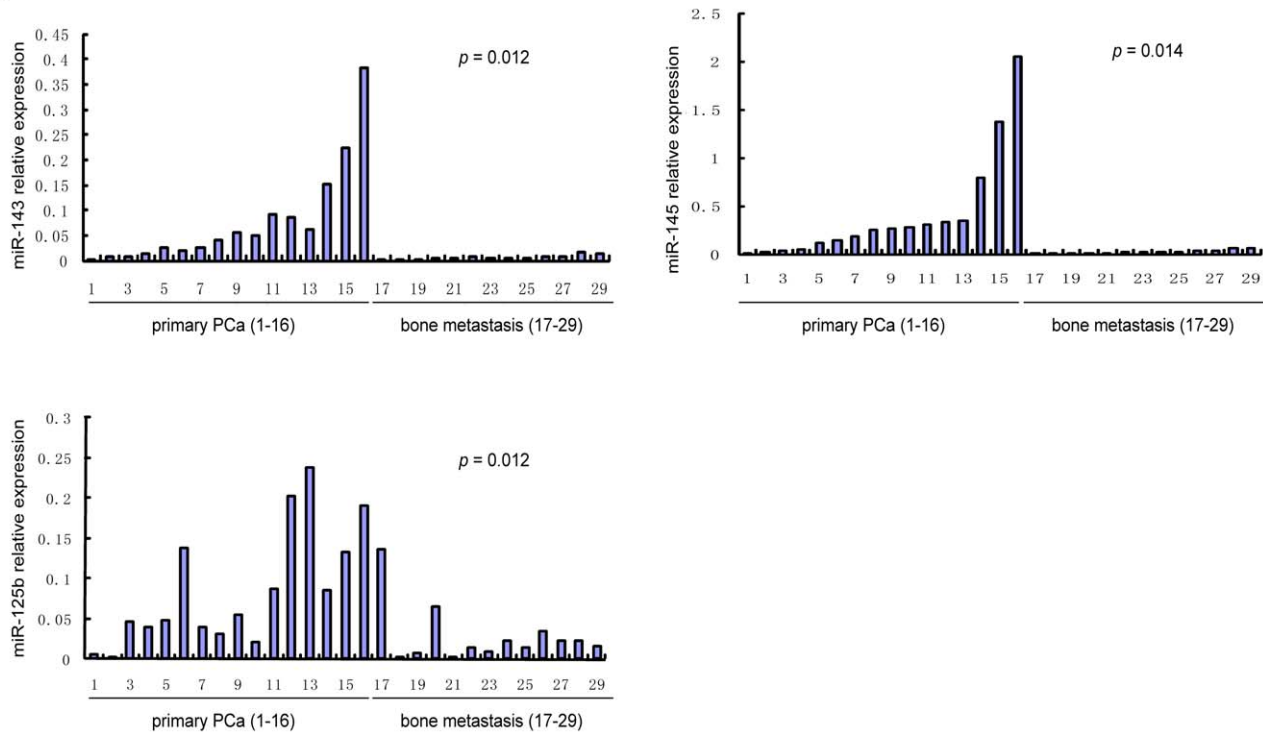 miR-143 relative expression
0.45
0.4
0.35
0.3
0.25
0.2
0.15
0.1
0.05
0
p = 0.012
1 3 5 7 9 11 13 15 17 19 21 23 25 27 29
primary PCa (1-16) bone metastasis (17-29)
miR-145 relative expression
2.5
2
1.5
1
0.5
0
p = 0.014
1 3 5 7 9 11 13 15 17 19 21 23 25 27 29
primary PCa (1-16) bone metastasis (17-29)
miR-125b relative expression
0.3
0.25
0.2
0.15
0.1
0.05
0
p = 0.012
1 3 5 7 9 11 13 15 17 19 21 23 25 27 29
primary PCa (1-16) bone metastasis (17-29)